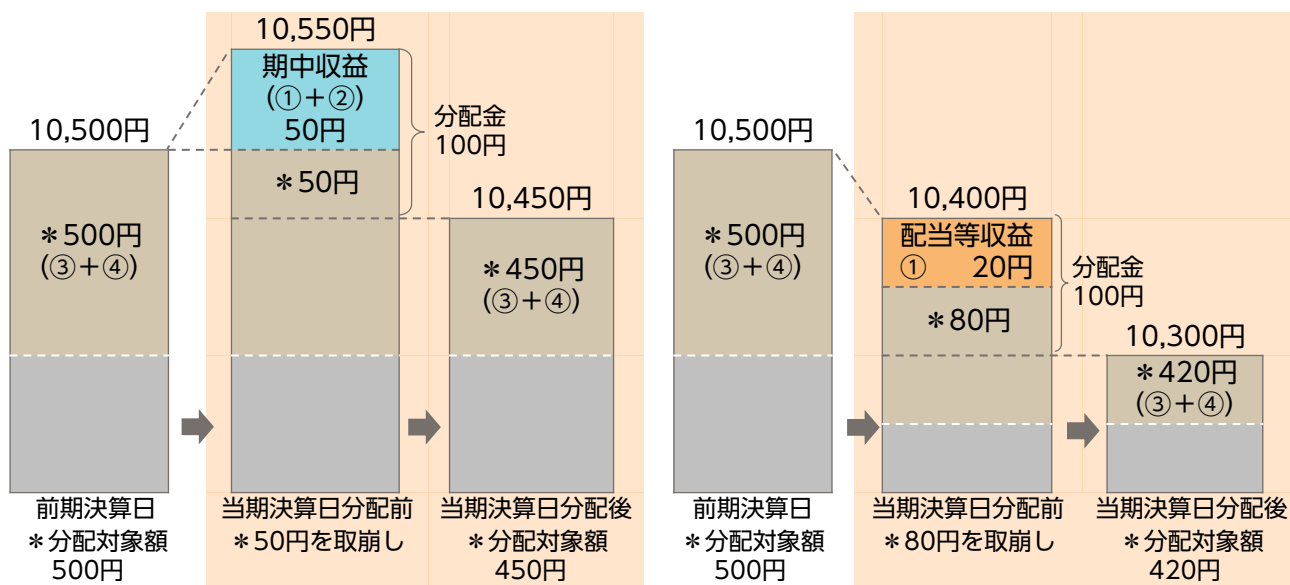 10,500円
＊500円
(③＋④)
前期決算日
＊分配対象額
500円
10,550円
期中収益
(①＋②)
50円
＊50円
分配金
100円
当期決算日分配前
＊50円を取崩し
10,450円
＊450円
(③＋④)
当期決算日分配後
＊分配対象額
450円
10,500円
＊500円
(③＋④)
前期決算日
＊分配対象額
500円
10,400円
配当等収益
① 20円
＊80円
分配金
100円
当期決算日分配前
＊80円を取崩し
10,300円
＊420円
(③＋④)
当期決算日分配後
＊分配対象額
420円